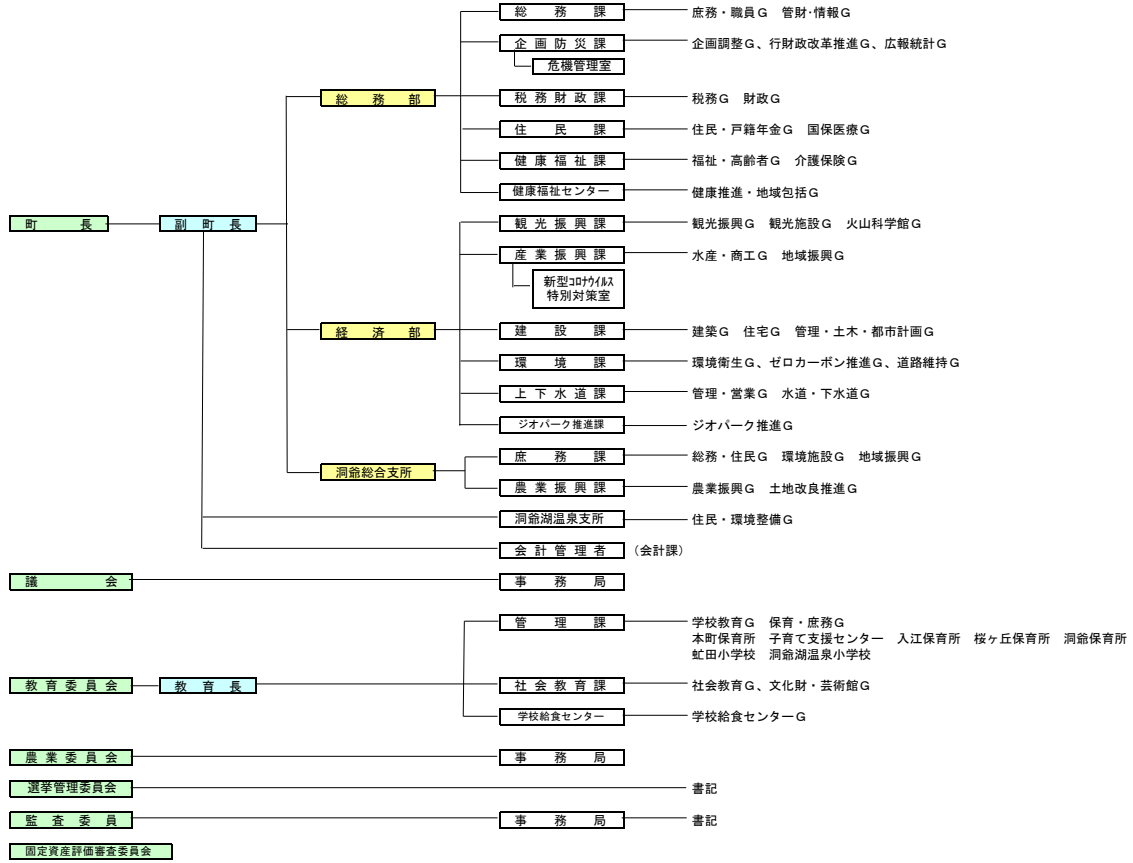 総務課 庶務・職員G 管財･情報G
企画防災課 企画調整G、行財政改革推進G、広報統計G
危機管理室
総務部 税務財政課 税務G 財政G
住民課 住民・戸籍年金G 国保医療G
健康福祉課 福祉・高齢者G 介護保険G
健康福祉センター 健康推進・地域包括G
町長 副町長 観光振興課 観光振興G 観光施設G 火山科学館G
産業振興課 水産・商工G 地域振興G
新型ｺﾛﾅｳｲﾙｽ
特別対策室
経済部 建設課 建築G 住宅G 管理・土木・都市計画G
環境課 環境衛生G、ゼロカーボン推進G、道路維持G
上下水道課 管理・営業G 水道・下水道G
ジオパーク推進課 ジオパーク推進G
洞爺総合支所 庶務課 総務・住民G 環境施設G 地域振興G
農業振興課 農業振興G 土地改良推進G
洞爺湖温泉支所 住民・環境整備G
会計管理者 （会計課）
議会 事務局
管理課 学校教育G 保育・庶務G
本町保育所 子育て支援センター 入江保育所 桜ヶ丘保育所 洞爺保育所
虻田小学校 洞爺湖温泉小学校
教育委員会 教育長 社会教育課 社会教育G、文化財・芸術館G
学校給食センター 学校給食センターG
農業委員会 事務局
選挙管理委員会 書記
監査委員 事務局 書記
固定資産評価審査委員会